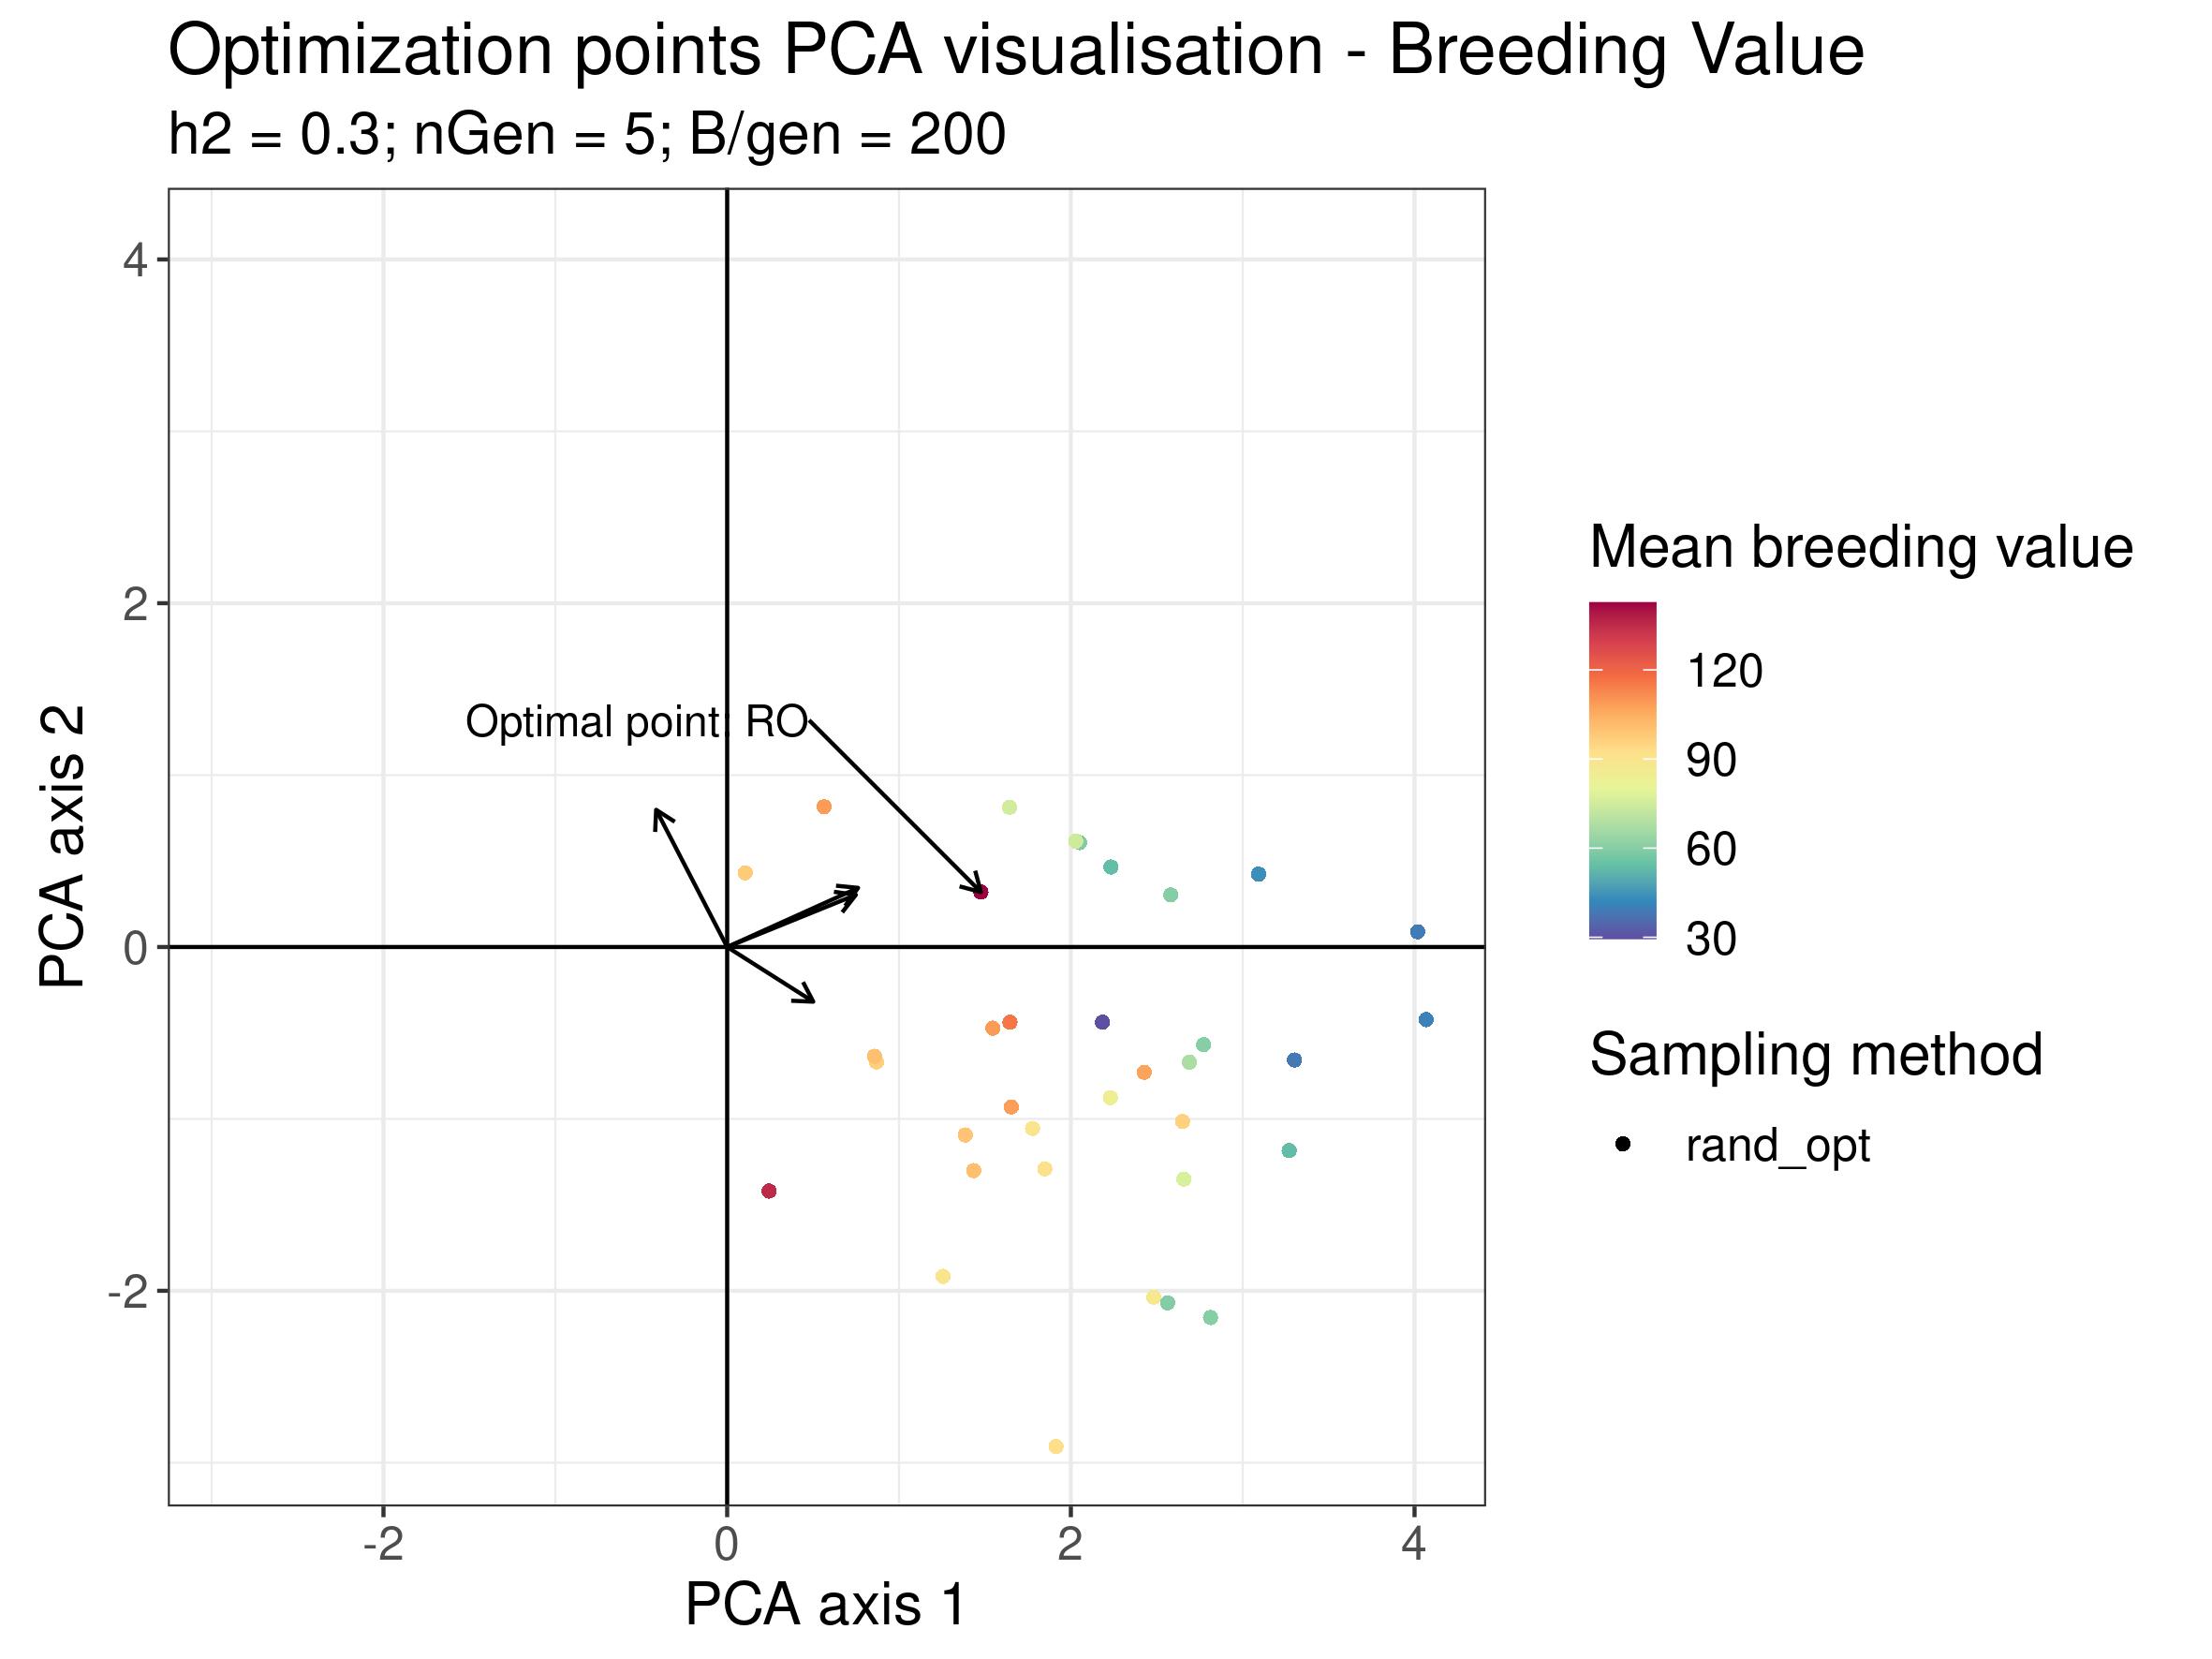 Optimization points PCA visualisation - Breeding Value
h2 = 0.3; nGen = 5; B/gen = 200
4
2
0
-2
PCA axis 2
Optimal point: RO
-2
0
2
4
PCA axis 1
Mean breeding value
120
90
60
30
Sampling method
rand_opt